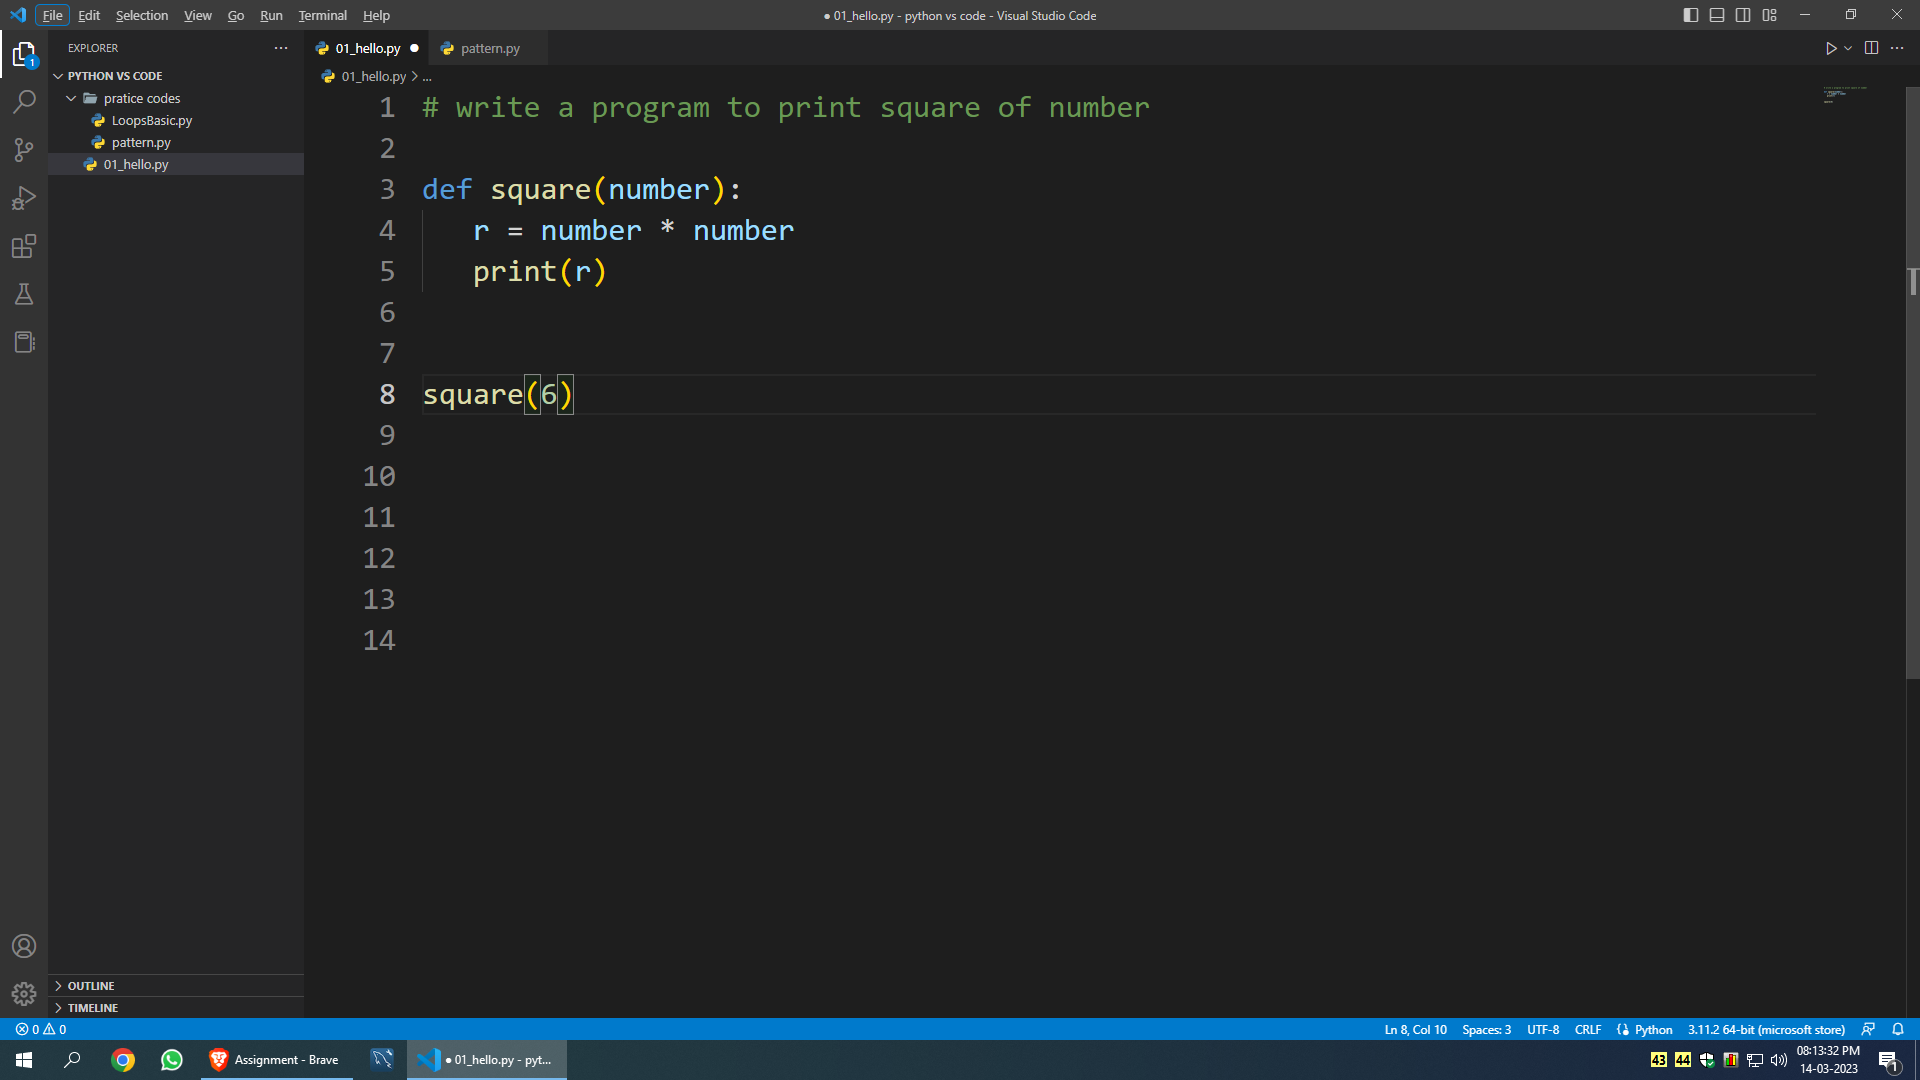 File Edit Selection View Go Run Terminal Help
● 01_hello.py - python vs code - Visual Studio Code
EXPLORER ...
1
PYTHON VS CODE
pratice codes
LoopsBasic.py
pattern.py
01_hello.py
OUTLINE
TIMELINE
01_hello.py ● pattern.py
01_hello.py > ...
1 # write a program to print square of number
2
3 def square(number):
4 r = number * number
5 print(r)
6
7
8 square(6)
9
10
11
12
13
14
0 0
Ln 8, Col 10 Spaces: 3 UTF-8 CRLF Python 3.11.2 64-bit (microsoft store)
Assignment - Brave
● 01_hello.py - pyt...
43 44
08:13:32 PM
14-03-2023
1